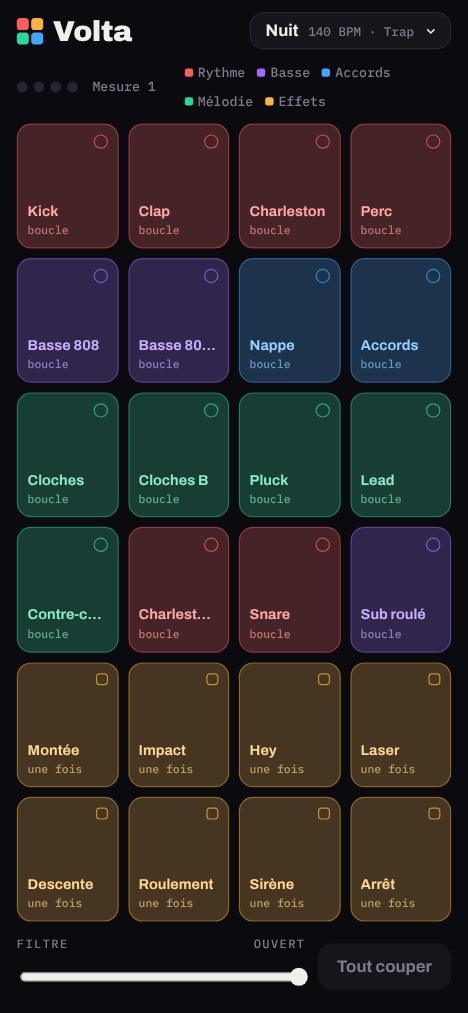 Volta
Nuit 140 BPM · Trap
Mesure 1
Rythme Basse Accords
Mélodie Effets
Kick Clap Charleston Perc
boucle boucle boucle boucle
Basse 808 Basse 80… Nappe Accords
boucle boucle boucle boucle
Cloches Cloches B Pluck Lead
boucle boucle boucle boucle
Contre-c… Charlest… Snare Sub roulé
boucle boucle boucle boucle
Montée Impact Hey Laser
une fois une fois une fois une fois
Descente Roulement Sirène Arrêt
une fois une fois une fois une fois
FILTRE OUVERT
Tout couper